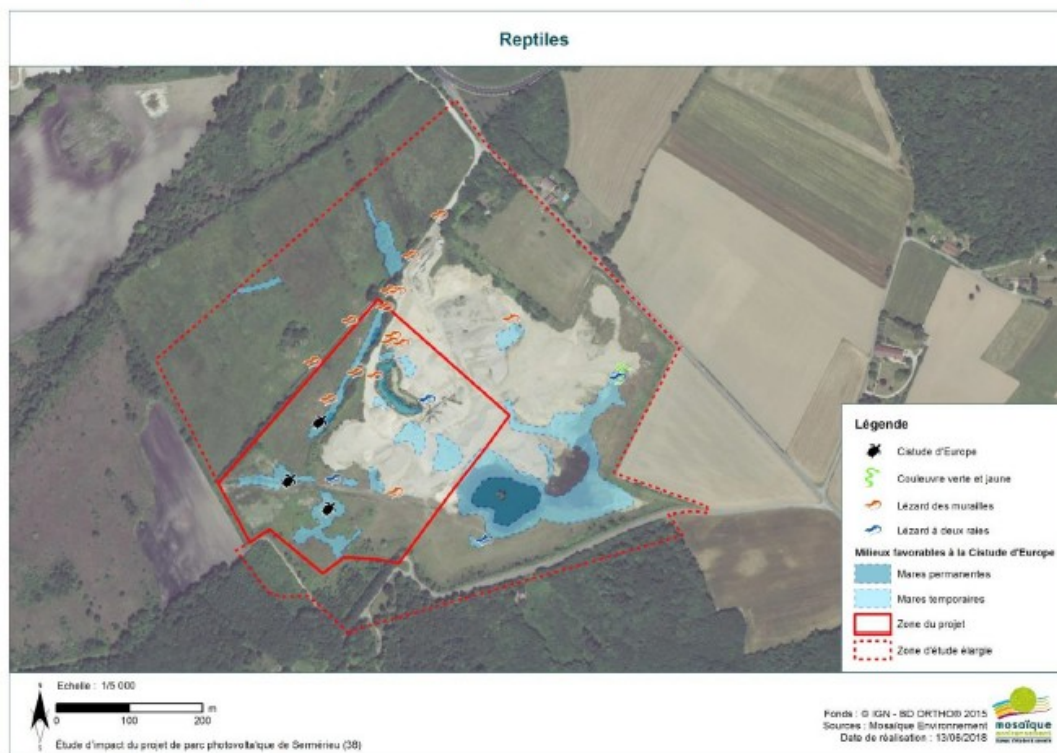 Reptiles
Légende
Cistude d'Europe
Couleuvre verte et jaune
Lézard des murailles
Lézard à deux raies
Milieux favorables à la Cistude d'Europe
Mares permanentes
Mares temporaires
Zone du projet
Zone d'étude élargie
N
Echelle : 1/5 000
m
0 100 200
Étude d'impact du projet de parc photovoltaïque de Sermérieu (38)
Fonds : © IGN - BD ORTHO® 2015
Sources : Mosaïque Environnement
Date de réalisation : 13/06/2018
mosaïque
environnement